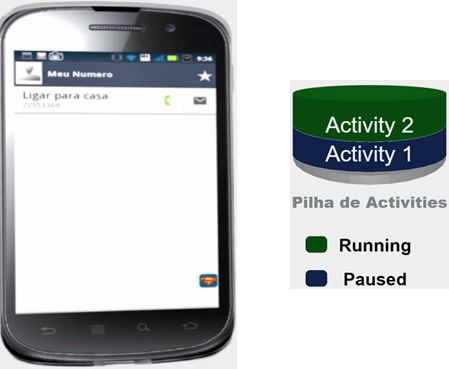 9:36
Meu Numero
Ligar para casa
22553369
Activity 2
Activity 1
Pilha de Activities
Running
Paused